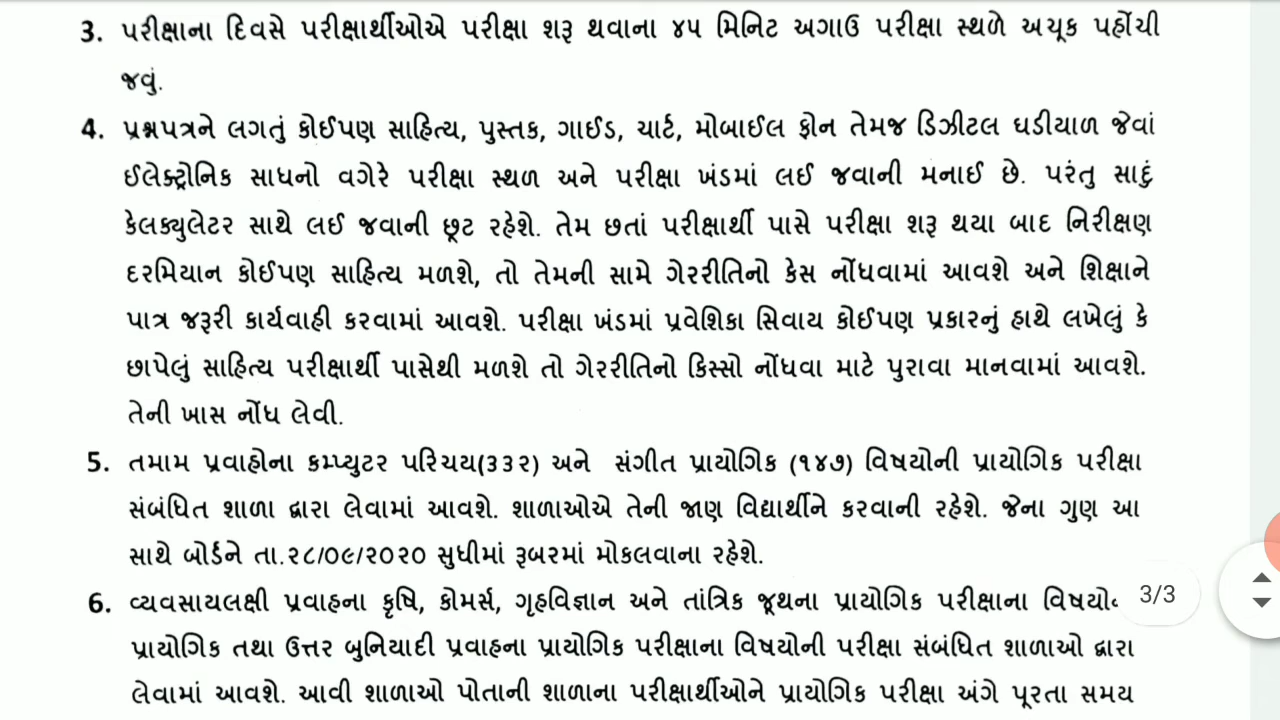 3. પરીક્ષાના દિવસે પરીક્ષાર્થીઓએ પરીક્ષા શરૂ થવાના ૪૫ મિનિટ અગાઉ પરીક્ષા સ્થળે અચૂક પહોંચી
જવું.
4. પ્રશ્નપત્રને લગતું કોઈપણ સાહિત્ય, પુસ્તક, ગાઈડ, ચાર્ટ, મોબાઈલ ફોન તેમજ ડિઝીટલ ઘડીયાળ જેવાં
ઈલેક્ટ્રોનિક સાધનો વગેરે પરીક્ષા સ્થળ અને પરીક્ષા ખંડમાં લઈ જવાની મનાઈ છે. પરંતુ સાદું
કેલક્યુલેટર સાથે લઈ જવાની છૂટ રહેશે. તેમ છતાં પરીક્ષાર્થી પાસે પરીક્ષા શરૂ થયા બાદ નિરીક્ષણ
દરમિયાન કોઈપણ સાહિત્ય મળશે, તો તેમની સામે ગેરરીતિનો કેસ નોંધવામાં આવશે અને શિક્ષાને
પાત્ર જરૂરી કાર્યવાહી કરવામાં આવશે. પરીક્ષા ખંડમાં પ્રવેશિકા સિવાય કોઈપણ પ્રકારનું હાથે લખેલું કે
છાપેલું સાહિત્ય પરીક્ષાર્થી પાસેથી મળશે તો ગેરરીતિનો કિસ્સો નોંધવા માટે પુરાવા માનવામાં આવશે.
તેની ખાસ નોંધ લેવી.
5. તમામ પ્રવાહોના કમ્પ્યુટર પરિચય(૩૩૨) અને સંગીત પ્રાયોગિક (૧૪૭) વિષયોની પ્રાયોગિક પરીક્ષા
સંબંધિત શાળા દ્વારા લેવામાં આવશે. શાળાઓએ તેની જાણ વિદ્યાર્થીને કરવાની રહેશે. જેના ગુણ આ
સાથે બોર્ડને તા.૨૮/૦૯/૨૦૨૦ સુધીમાં રૂબરમાં મોકલવાના રહેશે.
6. વ્યવસાયલક્ષી પ્રવાહના કૃષિ, કોમર્સ, ગૃહવિજ્ઞાન અને તાંત્રિક જૂથના પ્રાયોગિક પરીક્ષાના 3/3
પ્રાયોગિક તથા ઉત્તર બુનિયાદી પ્રવાહના પ્રાયોગિક પરીક્ષાના વિષયોની પરીક્ષા સંબંધિત શાળાઓ દ્વારા
લેવામાં આવશે. આવી શાળાઓ પોતાની શાળાના પરીક્ષાર્થીઓને પ્રાયોગિક પરીક્ષા અંગે પૂરતા સમય